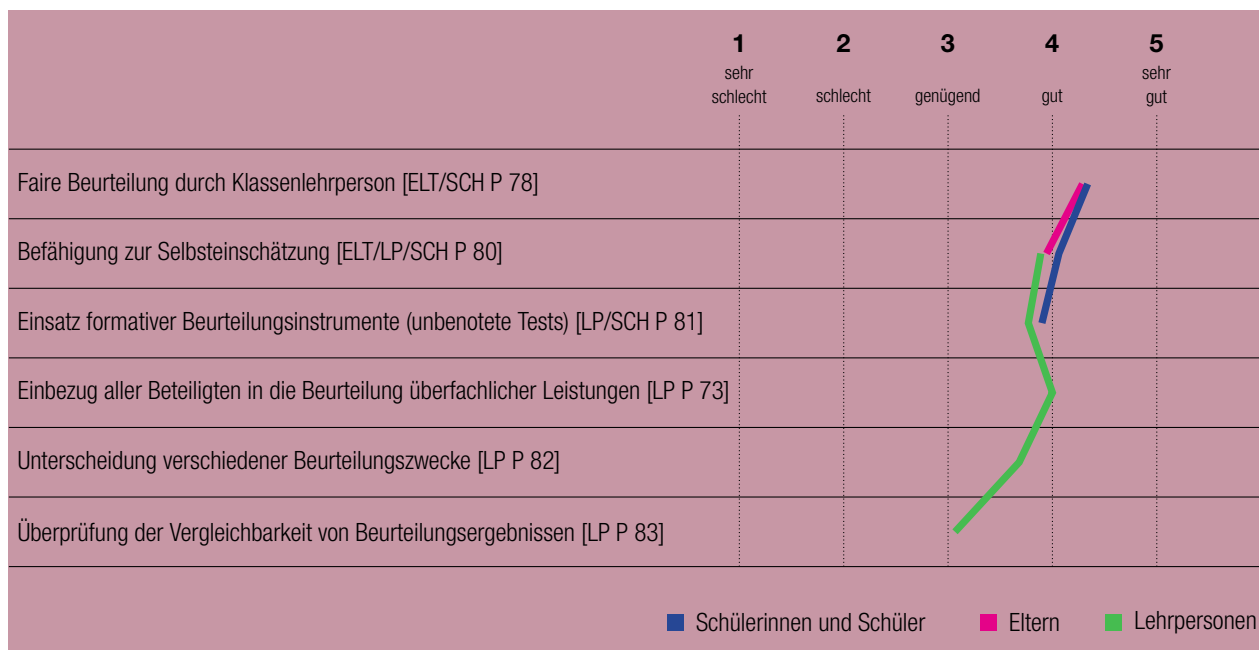 1 2 3 4 5
sehr schlecht schlecht genügend gut sehr gut
Faire Beurteilung durch Klassenlehrperson [ELT/SCH P 78]
Befähigung zur Selbsteinschätzung [ELT/LP/SCH P 80]
Einsatz formativer Beurteilungsinstrumente (unbenotete Tests) [LP/SCH P 81]
Einbezug aller Beteiligten in die Beurteilung überfachlicher Leistungen [LP P 73]
Unterscheidung verschiedener Beurteilungszwecke [LP P 82]
Überprüfung der Vergleichbarkeit von Beurteilungsergebnissen [LP P 83]
Schülerinnen und Schüler Eltern Lehrpersonen